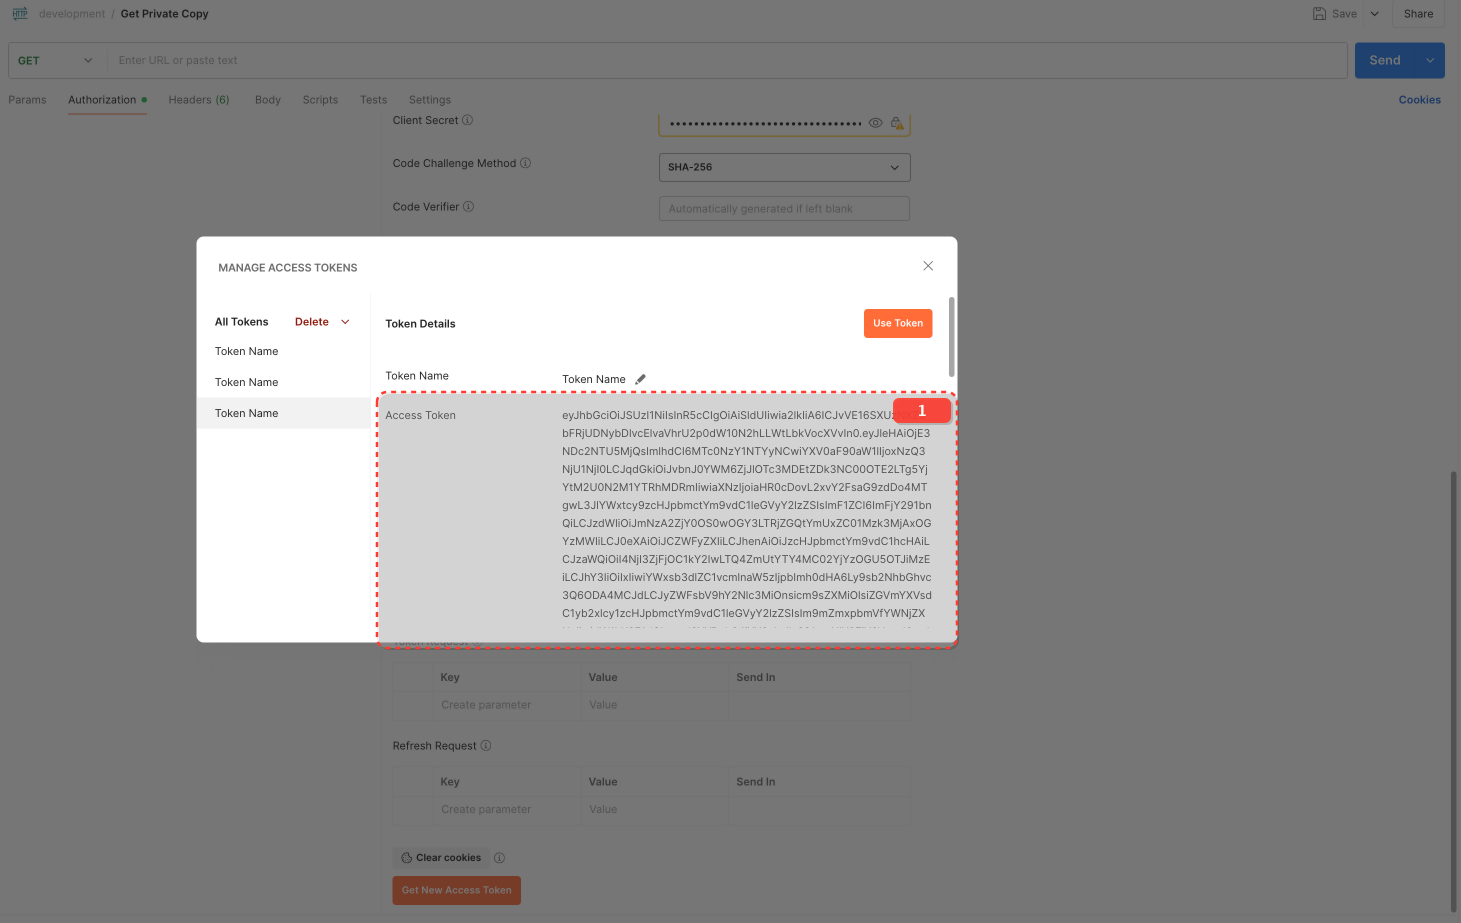 HTTP development / Get Private Copy Save Share
GET Enter URL or paste text Send
Params Authorization Headers (6) Body Scripts Tests Settings Cookies
Client Secret
Code Challenge Method SHA-256
Code Verifier Automatically generated if left blank
MANAGE ACCESS TOKENS
All Tokens Delete
Token Name
Token Name
Token Name
Token Details Use Token
Token Name Token Name
1
Access Token
bFRjUDNybDlvcElvaVhrU2p0dW10N2hLLWtLbkVocXVvIn0.eyJleHAiOjE3
NDc2NTU5MjQsImlhdCI6MTc0NzY1NTYyNCwiYXV0aF90aW1lIjoxNzQ3
NjU1NjI0LCJqdGkiOiJvbnJ0YWM6ZjJlOTc3MDEtZDk3NC00OTE2LTg5Yj
YtM2U0N2M1YTRhMDRmIiwiaXNzIjoiaHR0cDovL2xvY2FsaG9zdDo4MT
gwL3JlYWxtcy9zcHJpbmctYm9vdC1leGVyY2lzZSIsImF1ZCI6ImFjY291bn
QiLCJzdWIiOiJmNzA2ZjY0OS0wOGY3LTRjZGQtYmUxZC01Mzk3MjAxOG
YzMWIiLCJ0eXAiOiJCZWFyZXIiLCJhenAiOiJzcHJpbmctYm9vdC1hcHAiL
CJzaWQiOiI4NjI3ZjFjOC1kY2IwLTQ4ZmUtYTY4MC02YjYzOGU5OTJiMzE
iLCJhY3IiOiIxIiwiYWxsb3dlZC1vcmlnaW5zIjpbImh0dHA6Ly9sb2NhbGhvc
3Q6ODA4MCJdLCJyZWFsbV9hY2Nlc3MiOnsicm9sZXMiOlsiZGVmYXVsd
C1yb2xlcy1zcHJpbmctYm9vdC1leGVyY2lzZSIsIm9mZmxpbmVfYWNjZX
Token Request
Key Value Send In
Create parameter Value
Refresh Request
Key Value Send In
Create parameter Value
Clear cookies
Get New Access Token